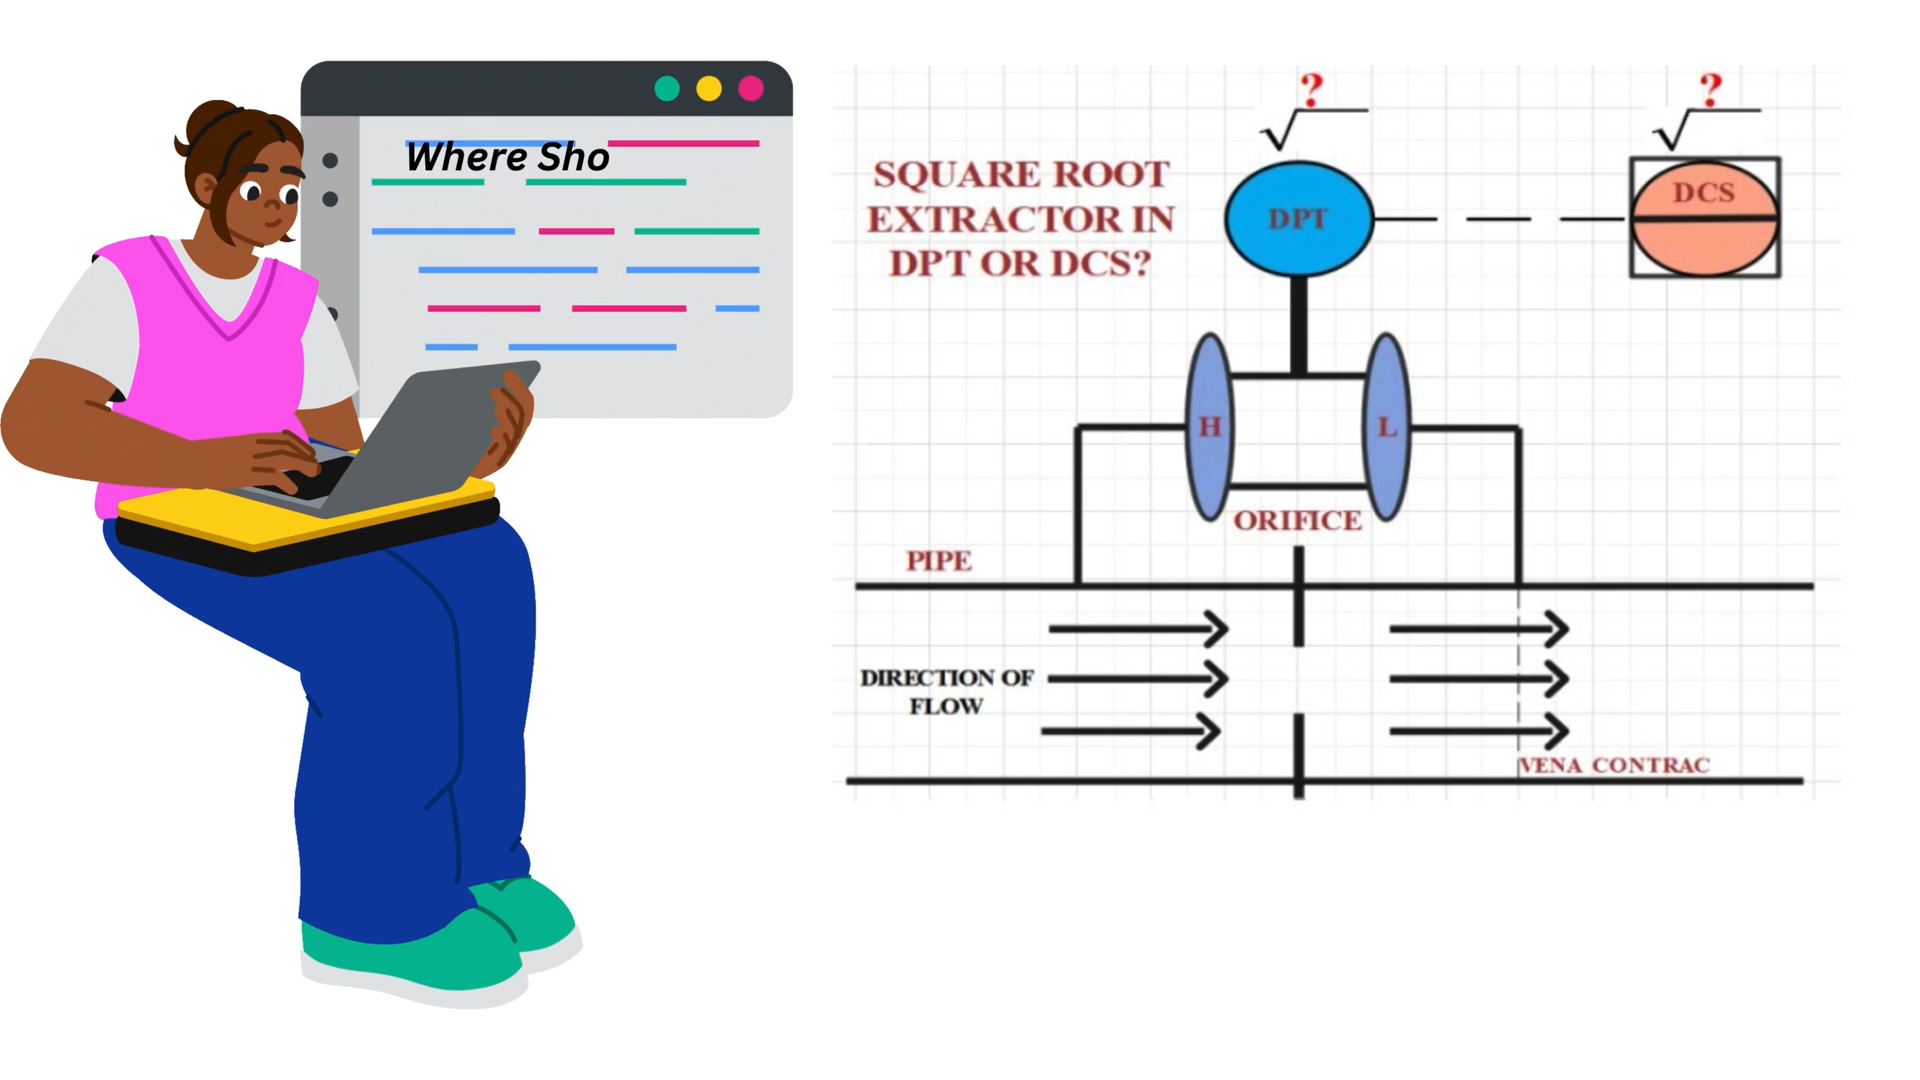 Where Sho
?
√
?
√
SQUARE ROOT
EXTRACTOR IN
DPT OR DCS?
DPT
DCS
H
L
ORIFICE
PIPE
DIRECTION OF
FLOW
VENA CONTRAC